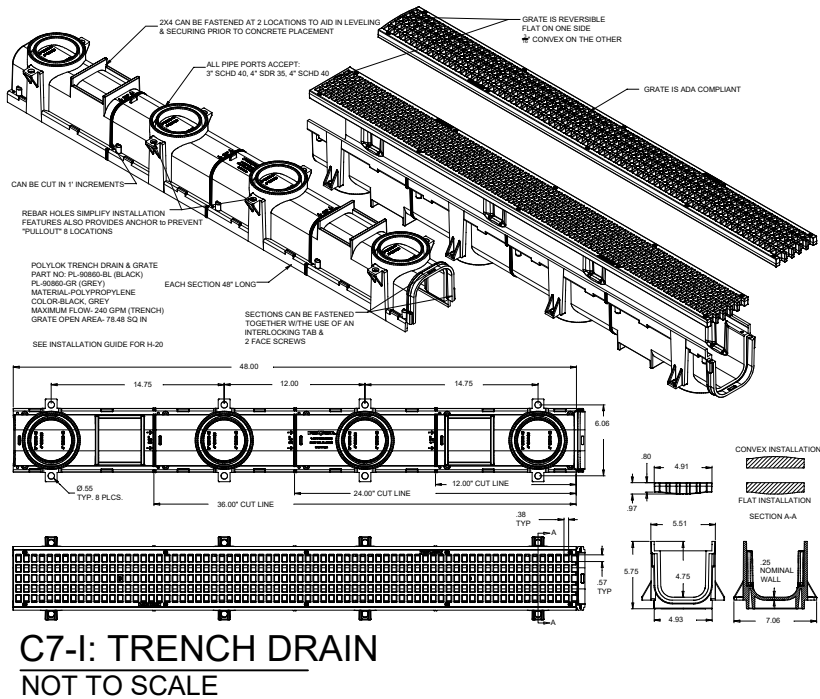 2X4 CAN BE FASTENED AT 2 LOCATIONS TO AID IN LEVELING
& SECURING PRIOR TO CONCRETE PLACEMENT
GRATE IS REVERSIBLE
FLAT ON ONE SIDE
CONVEX ON THE OTHER
ALL PIPE PORTS ACCEPT:
3" SCHD 40, 4" SDR 35, 4" SCHD 40
GRATE IS ADA COMPLIANT
CAN BE CUT IN 1' INCREMENTS
REBAR HOLES SIMPLIFY INSTALLATION
FEATURES ALSO PROVIDES ANCHOR to PREVENT
"PULLOUT" 8 LOCATIONS
POLYLOK TRENCH DRAIN & GRATE
PART NO: PL-90860-BL (BLACK)
PL-90860-GR (GREY)
MATERIAL-POLYPROPYLENE
COLOR-BLACK, GREY
MAXIMUM FLOW- 240 GPM (TRENCH)
GRATE OPEN AREA- 78.48 SQ IN
SEE INSTALLATION GUIDE FOR H-20
EACH SECTION 48" LONG
SECTIONS CAN BE FASTENED
TOGETHER W/THE USE OF AN
INTERLOCKING TAB &
2 FACE SCREWS
48.00
14.75
12.00
14.75
6.06
Ø.55
TYP. 8 PLCS.
12.00" CUT LINE
24.00" CUT LINE
36.00" CUT LINE
.80
4.91
.97
CONVEX INSTALLATION
FLAT INSTALLATION
SECTION A-A
.38
TYP
A
.57
TYP
A
5.51
5.75
4.75
4.93
.25
NOMINAL
WALL
7.06
C7-I: TRENCH DRAIN
NOT TO SCALE